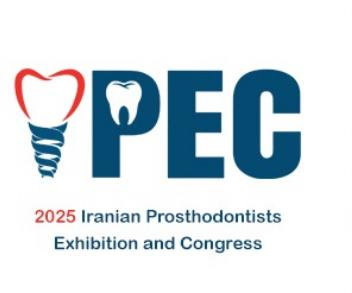 IPEC
2025 Iranian Prosthodontists
Exhibition and Congress